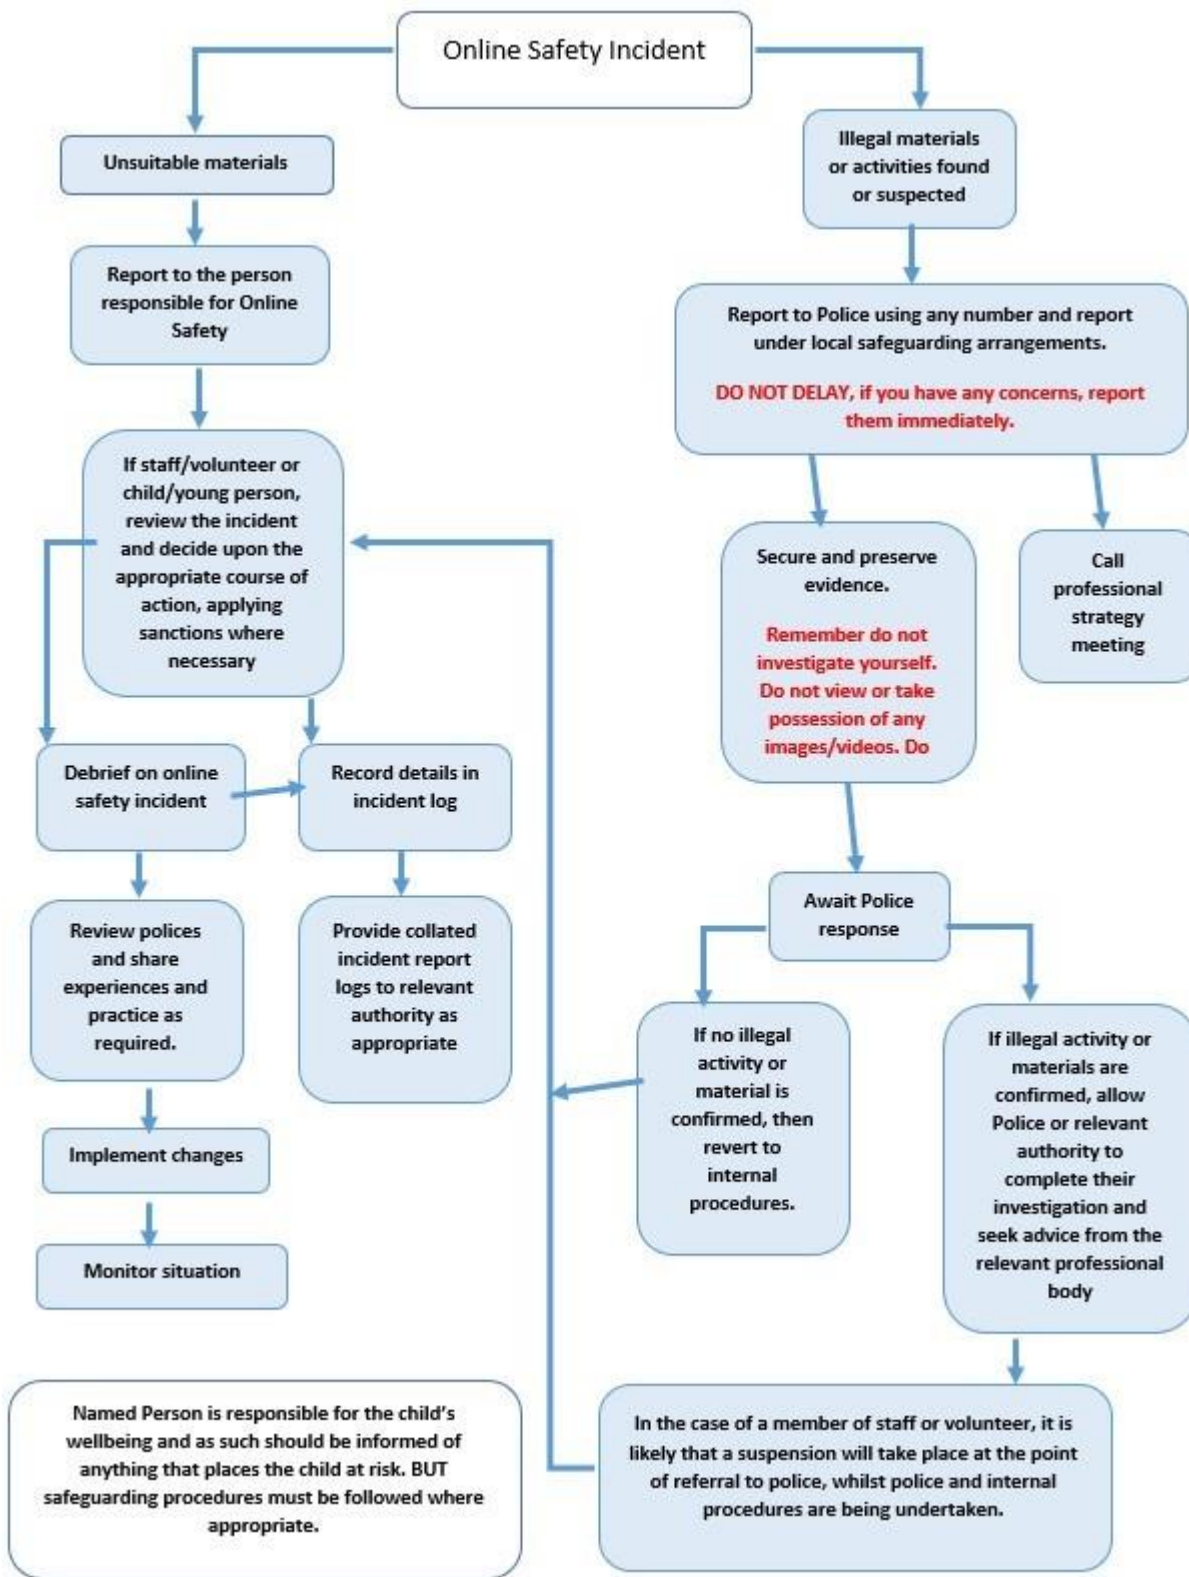 Online Safety Incident
Unsuitable materials
Report to the person
responsible for Online
Safety
If staff/volunteer or
child/young person,
review the incident
and decide upon the
appropriate course of
action, applying
sanctions where
necessary
Debrief on online
safety incident
Record details in
incident log
Review polices
and share
experiences and
practice as
required.
Provide collated
incident report
logs to relevant
authority as
appropriate
Implement changes
Monitor situation
Illegal materials
or activities found
or suspected
Report to Police using any number and report
under local safeguarding arrangements.
DO NOT DELAY, if you have any concerns, report
them immediately.
Secure and preserve
evidence.
Remember do not
investigate yourself.
Do not view or take
possession of any
images/videos. Do
Call
professional
strategy
meeting
Await Police
response
If no illegal
activity or
material is
confirmed, then
revert to
internal
procedures.
If illegal activity or
materials are
confirmed, allow
Police or relevant
authority to
complete their
investigation and
seek advice from the
relevant professional
body
In the case of a member of staff or volunteer, it is
likely that a suspension will take place at the point
of referral to police, whilst police and internal
procedures are being undertaken.
Named Person is responsible for the child’s
wellbeing and as such should be informed of
anything that places the child at risk. BUT
safeguarding procedures must be followed where
appropriate.